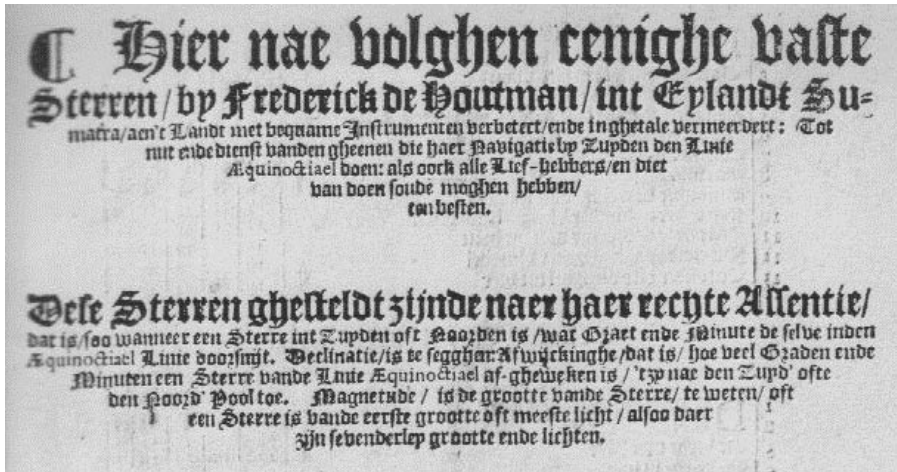 ¶ Hier nae volghen eenighe vaste
Sterren / by Frederick de Houtman / int Eylandt Su-
matra / aen't Landt met bequame Instrumenten verbetert / ende in ghetale vermeerdert: Tot
nut ende dienst vanden gheenen die haer Navigatie by Zuyden den Linie
Æquinoctiael doen: als oock alle Lief-hebbers / en diet
van doen soude moghen hebben /
ten besten.
Dese Sterren ghesteldt zijnde naer haer rechte Assentie /
dat is / soo wanneer een Sterre int Zuyden oft Noorden is / wat Graet ende Minute de selve inden
Æquinoctiael Linie doorsnijt. Declinatie / is te segghen Afwijckinghe / dat is / hoe veel Graden ende
Minuten een Sterre vande Linie Æquinoctiael af-gheweken is / 'tzy nae den Zuyd' ofte
den Noord' Pool toe. Magnetude / is de grootte vande Sterre / te weten / oft
een Sterre is vande eerste grootte oft meeste licht / alsoo daer
zijn sevenderley grootte ende lichten.